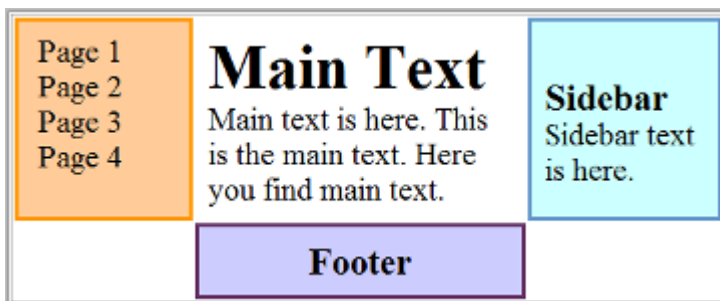 Page 1
Page 2
Page 3
Page 4
Main Text
Main text is here. This
is the main text. Here
you find main text.
Sidebar
Sidebar text
is here.
Footer